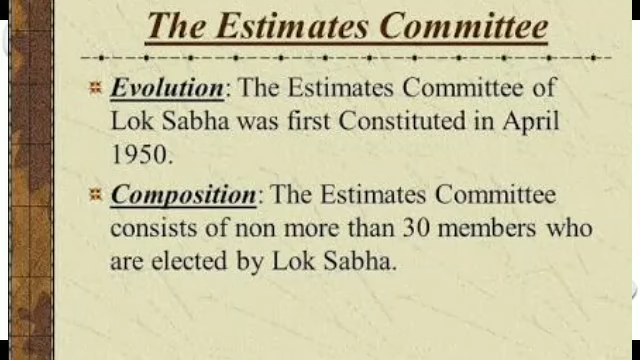 The Estimates Committee
Evolution: The Estimates Committee of
Lok Sabha was first Constituted in April
1950.
Composition: The Estimates Committee
consists of non more than 30 members who
are elected by Lok Sabha.